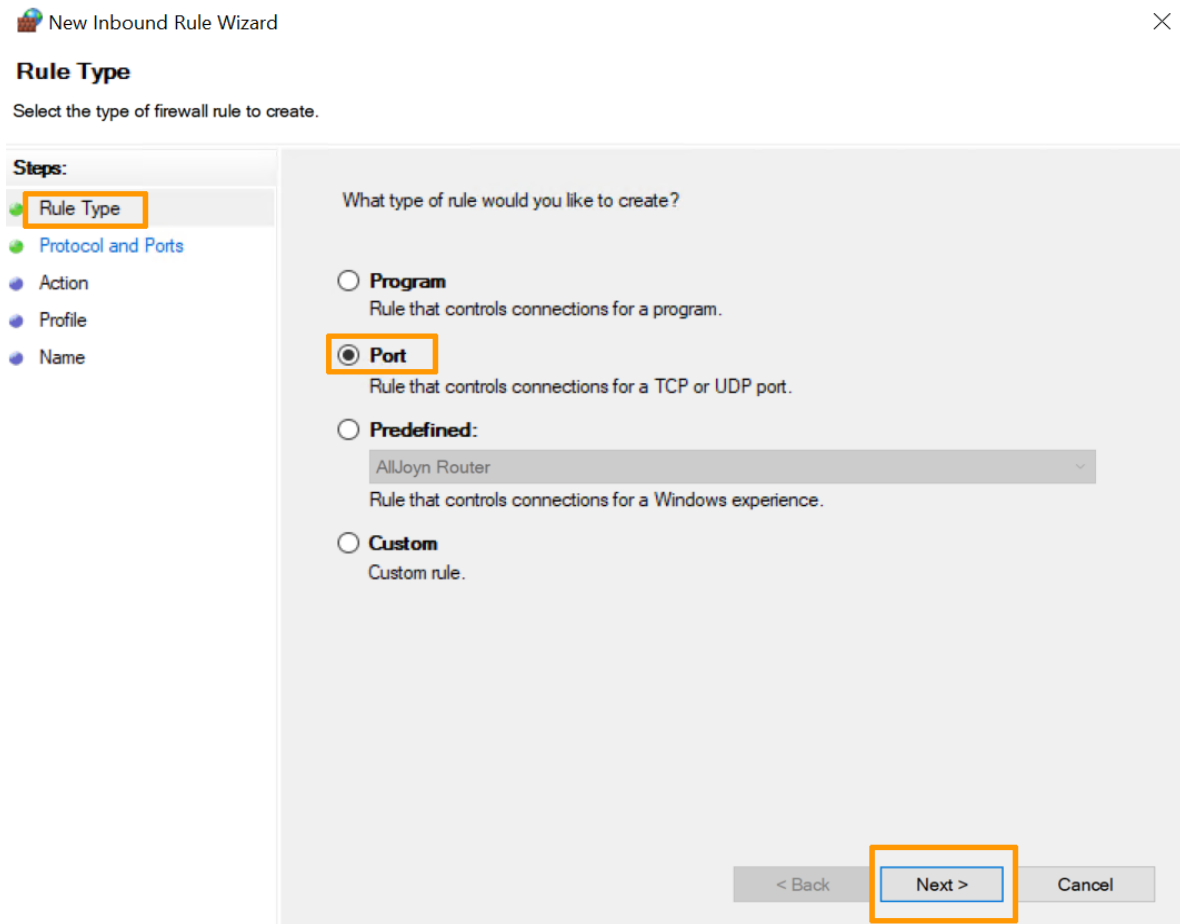 New Inbound Rule Wizard
Rule Type
Select the type of firewall rule to create.
Steps:
Rule Type
Protocol and Ports
Action
Profile
Name
What type of rule would you like to create?
Program
Rule that controls connections for a program.
Port
Rule that controls connections for a TCP or UDP port.
Predefined:
AllJoyn Router
Rule that controls connections for a Windows experience.
Custom
Custom rule.
< Back
Next >
Cancel